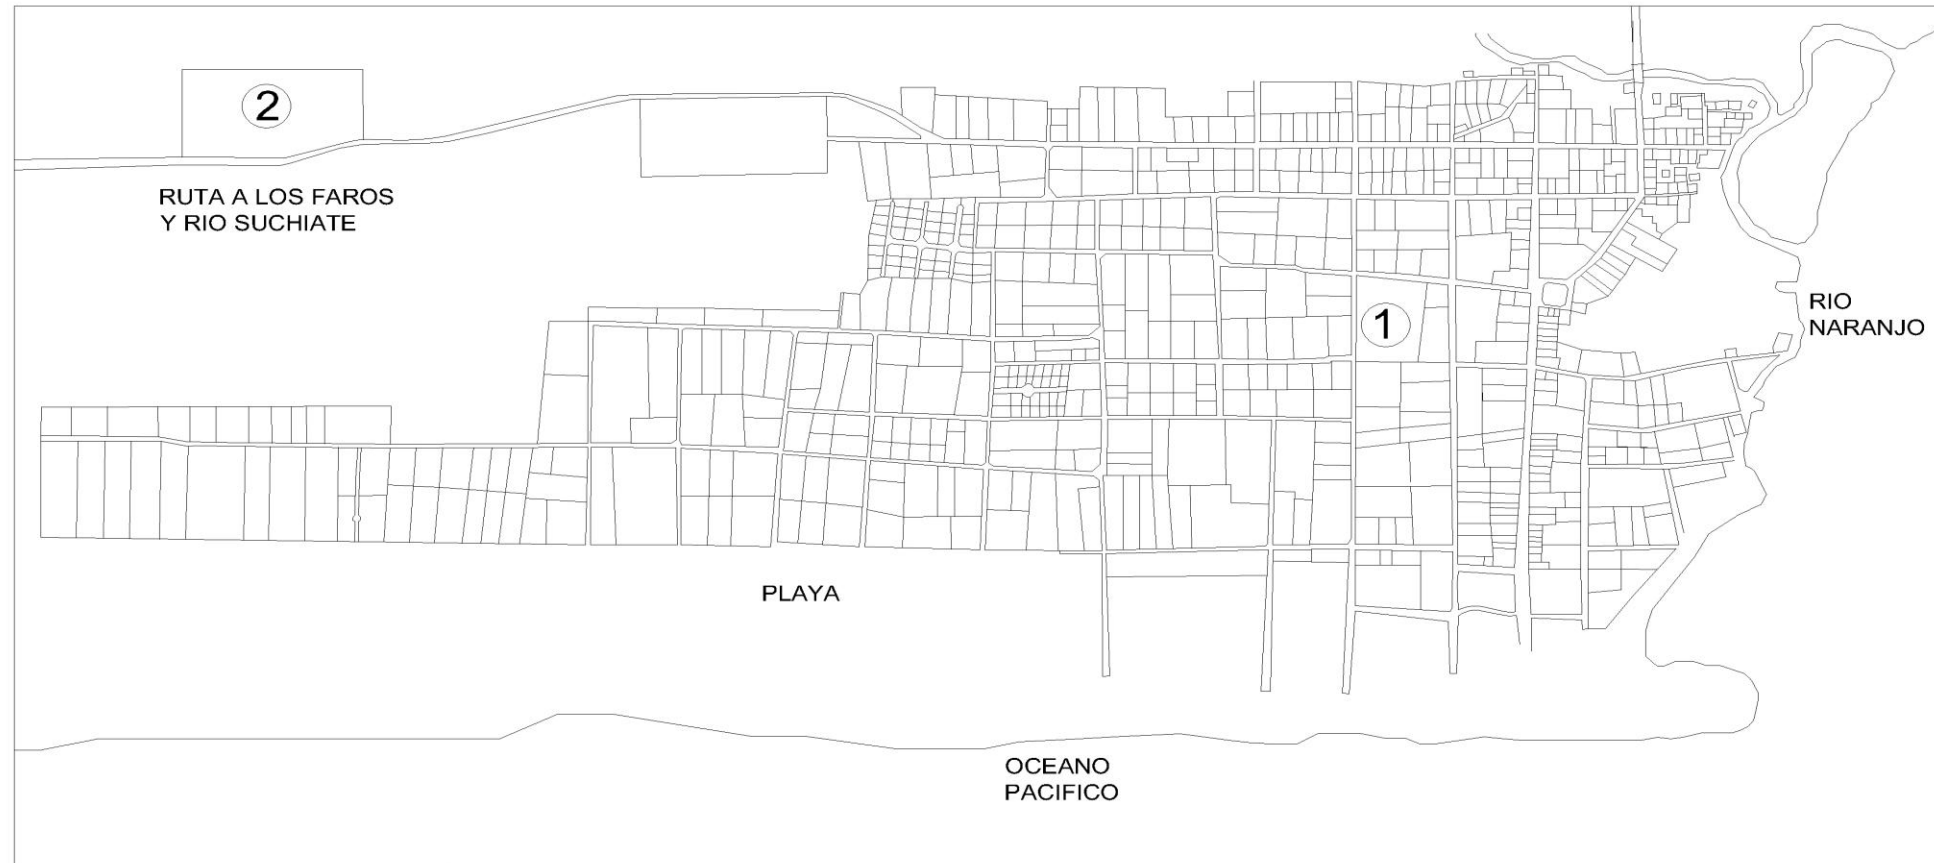 2
RUTA A LOS FAROS
Y RIO SUCHIATE
1
RIO
NARANJO
PLAYA
OCEANO
PACIFICO